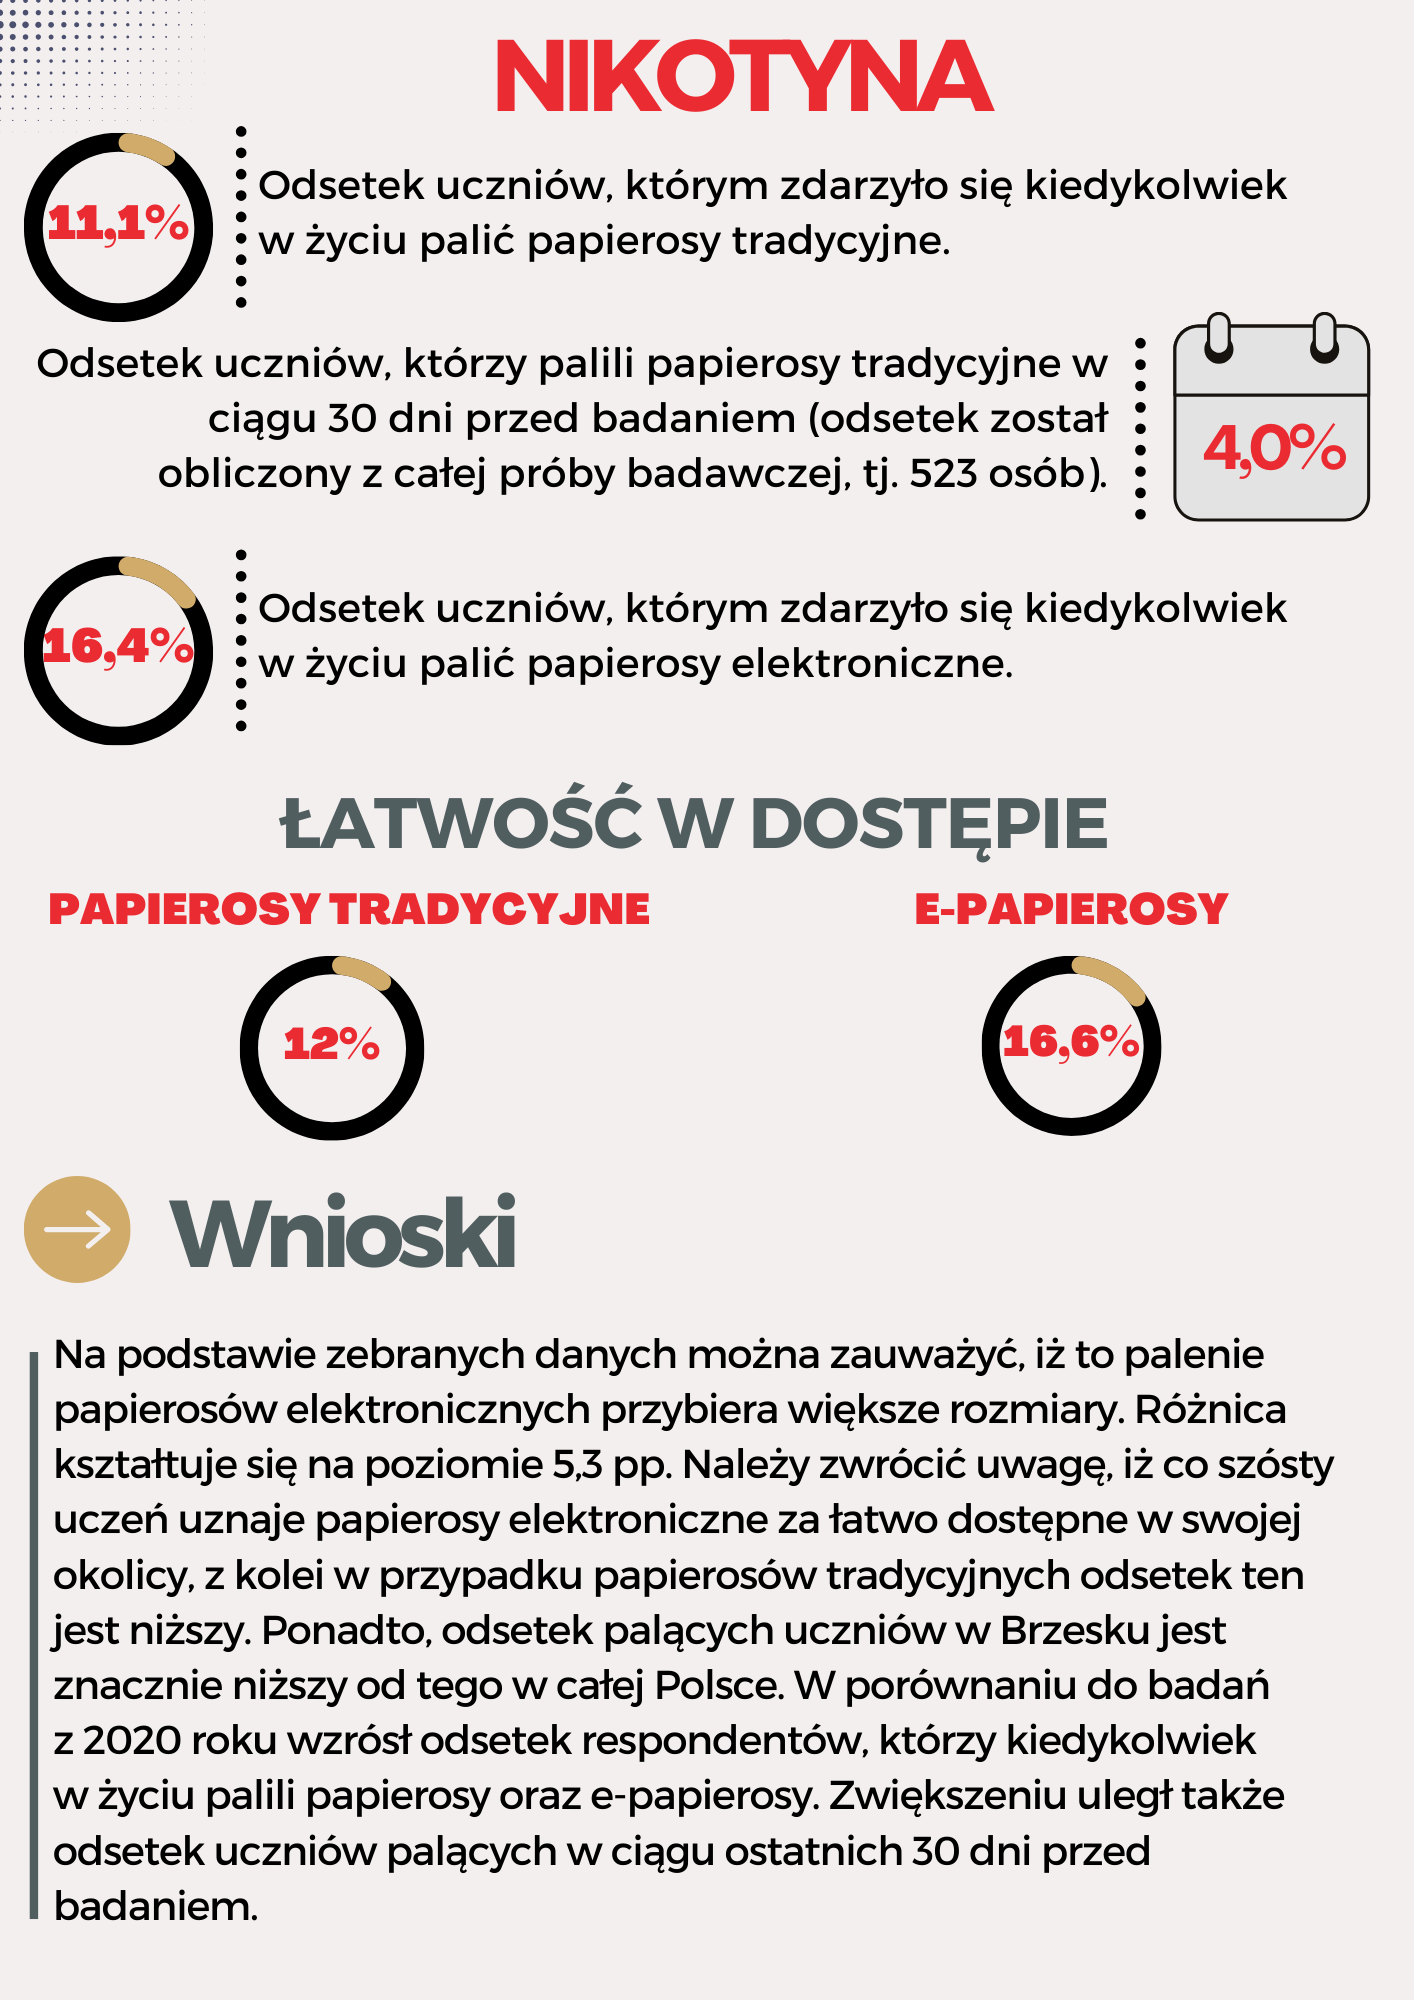 NIKOTYNA
11,1%
Odsetek uczniów, którym zdarzyło się kiedykolwiek
w życiu palić papierosy tradycyjne.
Odsetek uczniów, którzy palili papierosy tradycyjne w
ciągu 30 dni przed badaniem (odsetek został
obliczony z całej próby badawczej, tj. 523 osób).
4,0%
16,4%
Odsetek uczniów, którym zdarzyło się kiedykolwiek
w życiu palić papierosy elektroniczne.
ŁATWOŚĆ W DOSTĘPIE
PAPIEROSY TRADYCYJNE
E-PAPIEROSY
12%
16,6%
Wnioski
Na podstawie zebranych danych można zauważyć, iż to palenie
papierosów elektronicznych przybiera większe rozmiary. Różnica
kształtuje się na poziomie 5,3 pp. Należy zwrócić uwagę, iż co szósty
uczeń uznaje papierosy elektroniczne za łatwo dostępne w swojej
okolicy, z kolei w przypadku papierosów tradycyjnych odsetek ten
jest niższy. Ponadto, odsetek palących uczniów w Brzesku jest
znacznie niższy od tego w całej Polsce. W porównaniu do badań
z 2020 roku wzrósł odsetek respondentów, którzy kiedykolwiek
w życiu palili papierosy oraz e-papierosy. Zwiększeniu uległ także
odsetek uczniów palących w ciągu ostatnich 30 dni przed
badaniem.